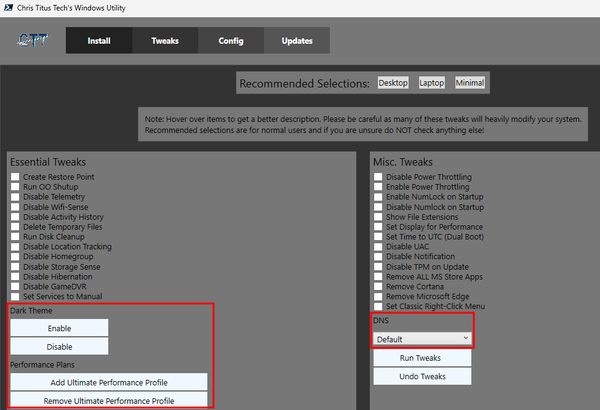 Chris Titus Tech's Windows Utility
CTT
Install
Tweaks
Config
Updates
Recommended Selections:
Desktop
Laptop
Minimal
Note: Hover over items to get a better description. Please be careful as many of these tweaks will heavily modify your system.
Recommended selections are for normal users and if you are unsure do NOT check anything else!
Essential Tweaks
Create Restore Point
Run OO Shutup
Disable Telemetry
Disable Wifi-Sense
Disable Activity History
Delete Temporary Files
Run Disk Cleanup
Disable Location Tracking
Disable Homegroup
Disable Storage Sense
Disable Hibernation
Disable GameDVR
Set Services to Manual
Dark Theme
Enable
Disable
Performance Plans
Add Ultimate Performance Profile
Remove Ultimate Performance Profile
Misc. Tweaks
Disable Power Throttling
Enable Power Throttling
Enable NumLock on Startup
Disable Numlock on Startup
Show File Extensions
Set Display for Performance
Set Time to UTC (Dual Boot)
Disable UAC
Disable Notification
Disable TPM on Update
Remove ALL MS Store Apps
Remove Cortana
Remove Microsoft Edge
Set Classic Right-Click Menu
DNS
Default
Run Tweaks
Undo Tweaks